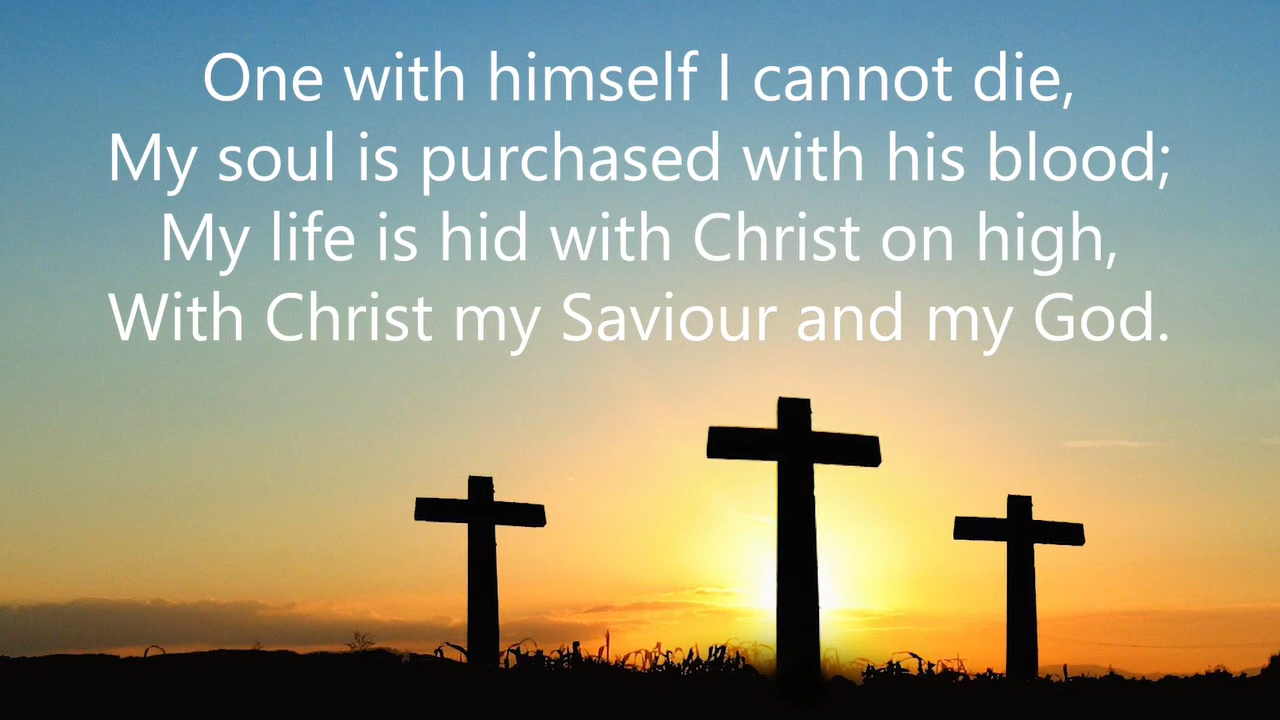 One with himself I cannot die,
My soul is purchased with his blood;
My life is hid with Christ on high,
With Christ my Saviour and my God.